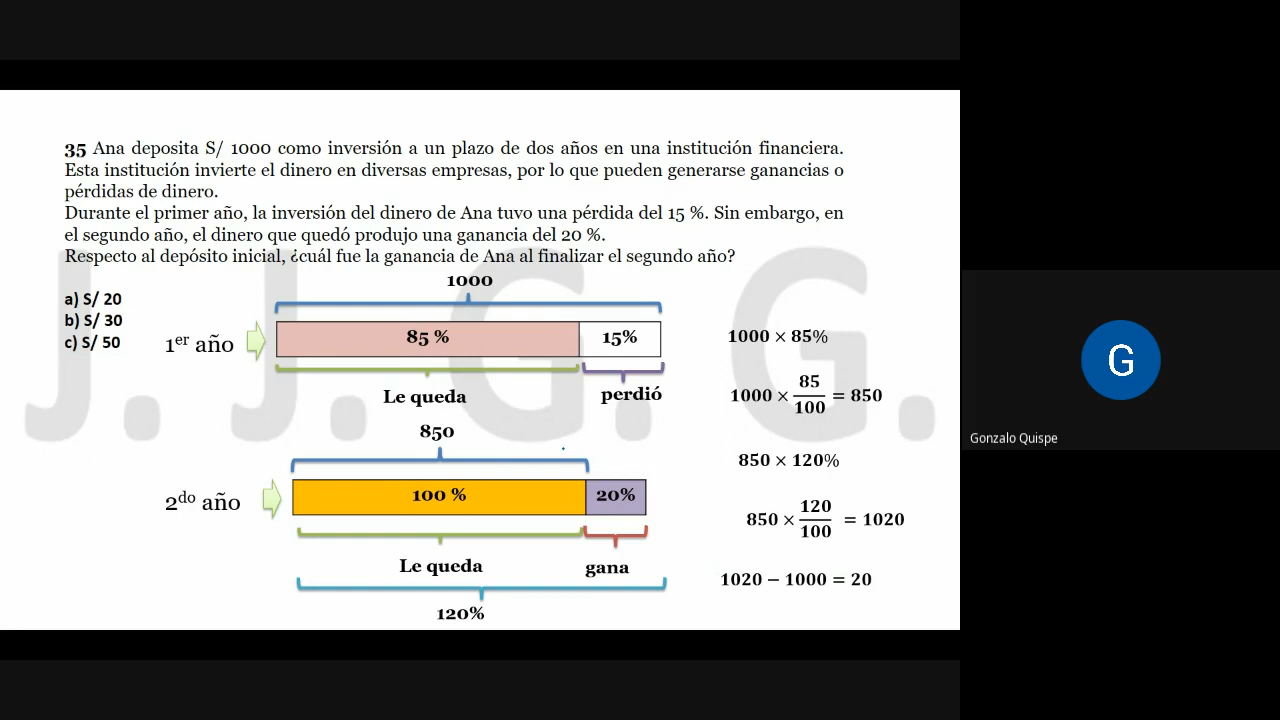 35 Ana deposita S/ 1000 como inversión a un plazo de dos años en una institución financiera.
Esta institución invierte el dinero en diversas empresas, por lo que pueden generarse ganancias o
pérdidas de dinero.
Durante el primer año, la inversión del dinero de Ana tuvo una pérdida del 15 %. Sin embargo, en
el segundo año, el dinero que quedó produjo una ganancia del 20 %.
Respecto al depósito inicial, ¿cuál fue la ganancia de Ana al finalizar el segundo año?
a) S/ 20
b) S/ 30
c) S/ 50
1000
1er año
85 %
15%
Le queda
perdió
850
2do año
100 %
20%
Le queda
gana
120%
1000 × 85%
1000 × 85/100 = 850
850 × 120%
850 × 120/100 = 1020
1020 − 1000 = 20
J. J. G. G.
G
Gonzalo Quispe